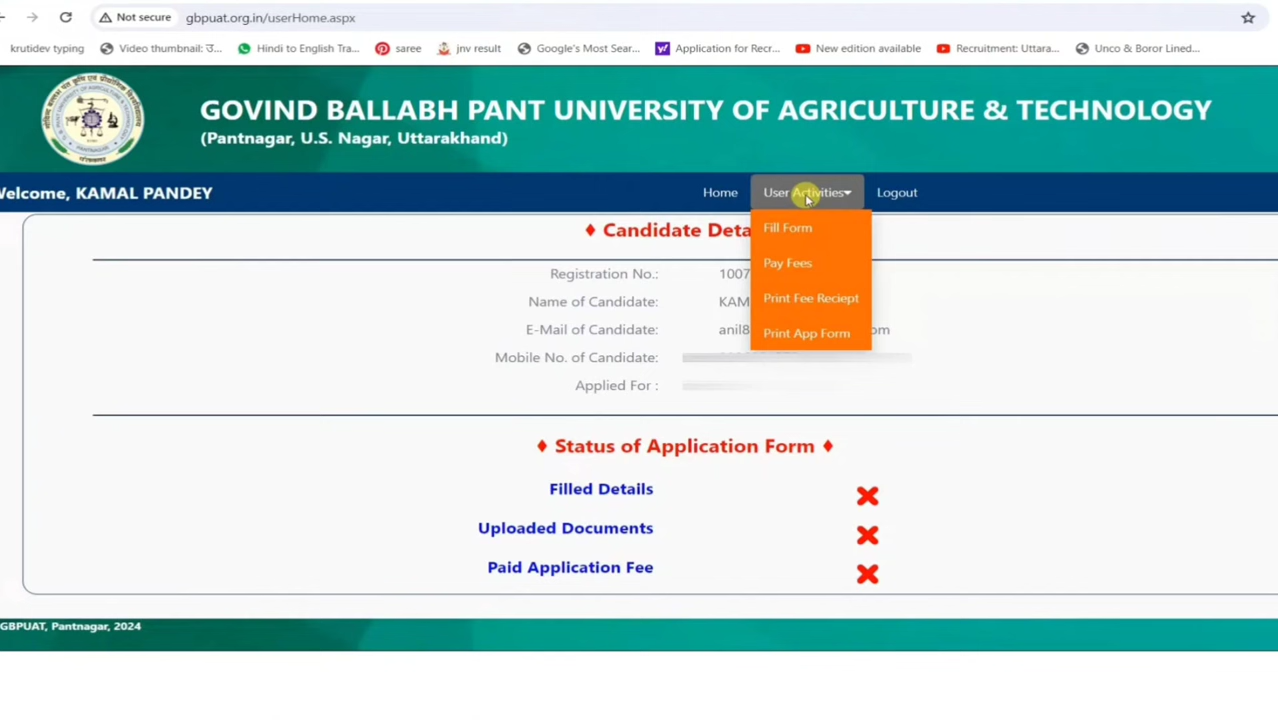 Not secure gbpuat.org.in/userHome.aspx
krutidev typing Video thumbnail: उ... Hindi to English Tra... saree jnv result Google's Most Sear... Application for Recr... New edition available Recruitment: Uttara... Unco & Boror Lined...
GOVIND BALLABH PANT UNIVERSITY OF AGRICULTURE & TECHNOLOGY
(Pantnagar, U.S. Nagar, Uttarakhand)
Welcome, KAMAL PANDEY Home User Activities Logout
Candidate Deta
Fill Form
Pay Fees
Print Fee Reciept
Print App Form
Registration No.: 1007
Name of Candidate: KAM
E-Mail of Candidate: anil8 om
Mobile No. of Candidate:
Applied For :
♦ Status of Application Form ♦
Filled Details
Uploaded Documents
Paid Application Fee
GBPUAT, Pantnagar, 2024